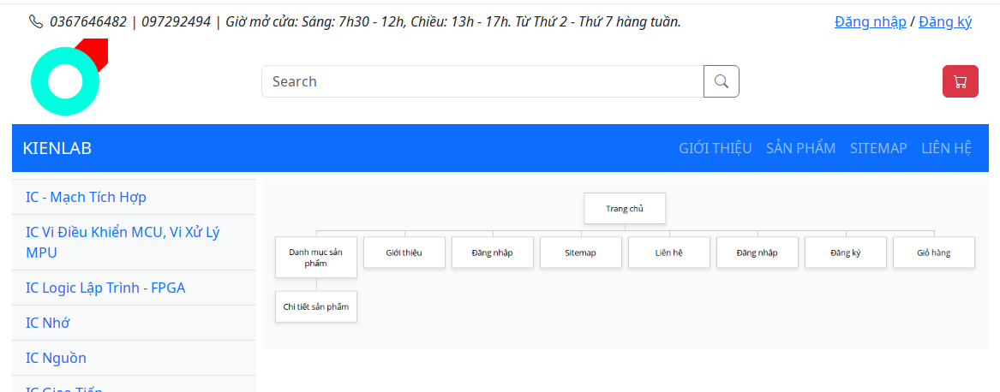 0367646482 | 097292494 | Giờ mở cửa: Sáng: 7h30 - 12h, Chiều: 13h - 17h. Từ Thứ 2 - Thứ 7 hàng tuần.
Đăng nhập / Đăng ký
Search
KIENLAB
GIỚI THIỆU SẢN PHẨM SITEMAP LIÊN HỆ
IC - Mạch Tích Hợp
IC Vi Điều Khiển MCU, Vi Xử Lý
MPU
IC Logic Lập Trình - FPGA
IC Nhớ
IC Nguồn
IC Giao Tiếp
Trang chủ
Danh mục sản
phẩm
Giới thiệu
Đăng nhập
Sitemap
Liên hệ
Đăng nhập
Đăng ký
Giỏ hàng
Chi tiết sản phẩm